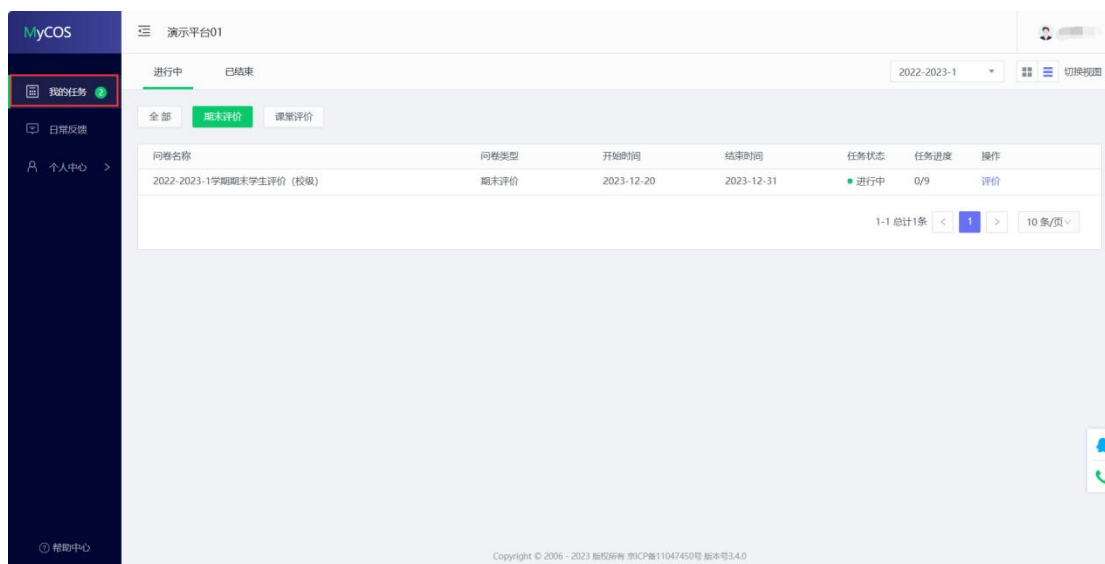 MyCOS
演示平台01
进行中 已结束 2022-2023-1 切换视图
我的任务 2
日常反馈
个人中心 >
全部 期末评价 课堂评价
问卷名称 问卷类型 开始时间 结束时间 任务状态 任务进度 操作
2022-2023-1学期期末学生评价 (校级) 期末评价 2023-12-20 2023-12-31 进行中 0/9 评价
1-1 总计1条 < 1 > 10 条/页
帮助中心
Copyright © 2006 - 2023 版权所有 京ICP备11047450号 版本号3.4.0